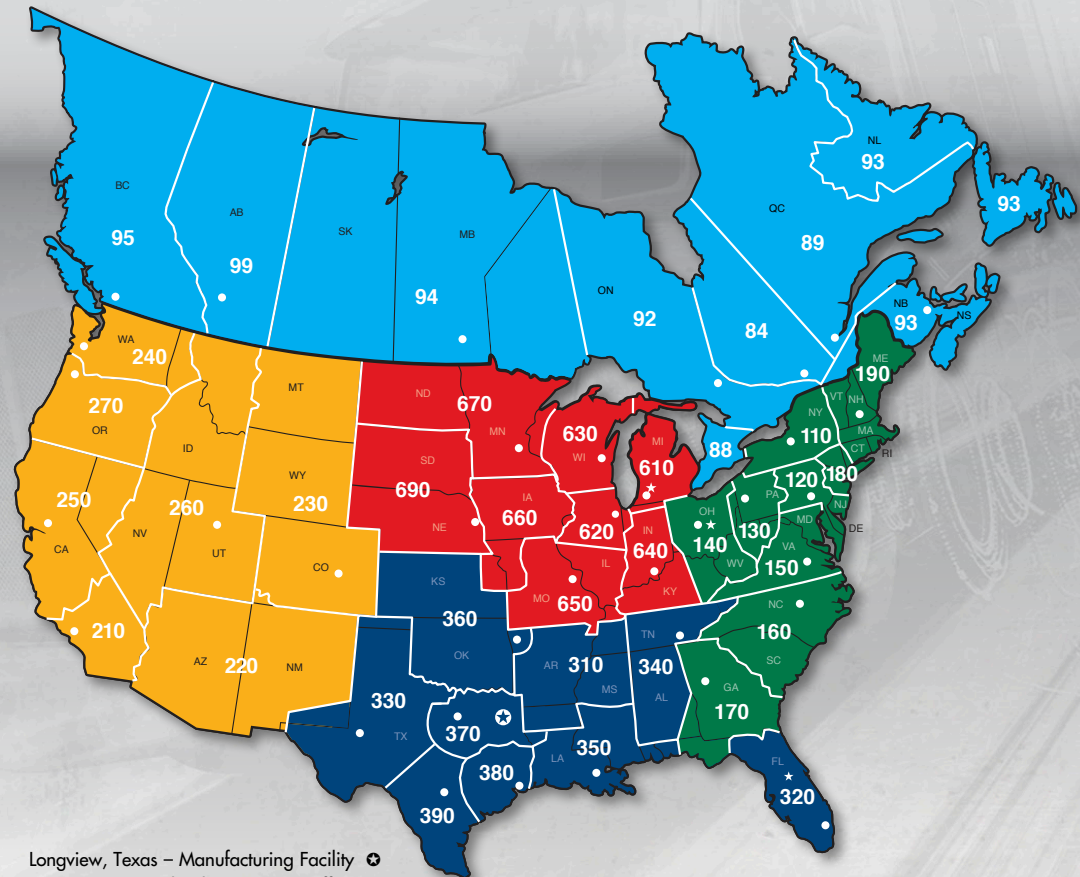 NL
93
BC
QC
93
AB
SK
MB
95
89
99
ON
94
92
84
NB
93
NS
WA
240
ME
190
MT
ND
670
VT
NH
270
NY
OR
MN
630
MI
110
MA
ID
WI
88
CT
RI
SD
610
WY
690
120
180
250
230
IA
PA
NJ
260
660
OH
MD
DE
NV
NE
620
IN
130
CA
UT
140
VA
640
CO
IL
WV
150
KS
MO
650
KY
NC
210
360
160
TN
AZ
220
NM
OK
AR
310
340
SC
MS
AL
GA
330
170
TX
370
350
LA
FL
380
320
390
Longview, Texas – Manufacturing Facility